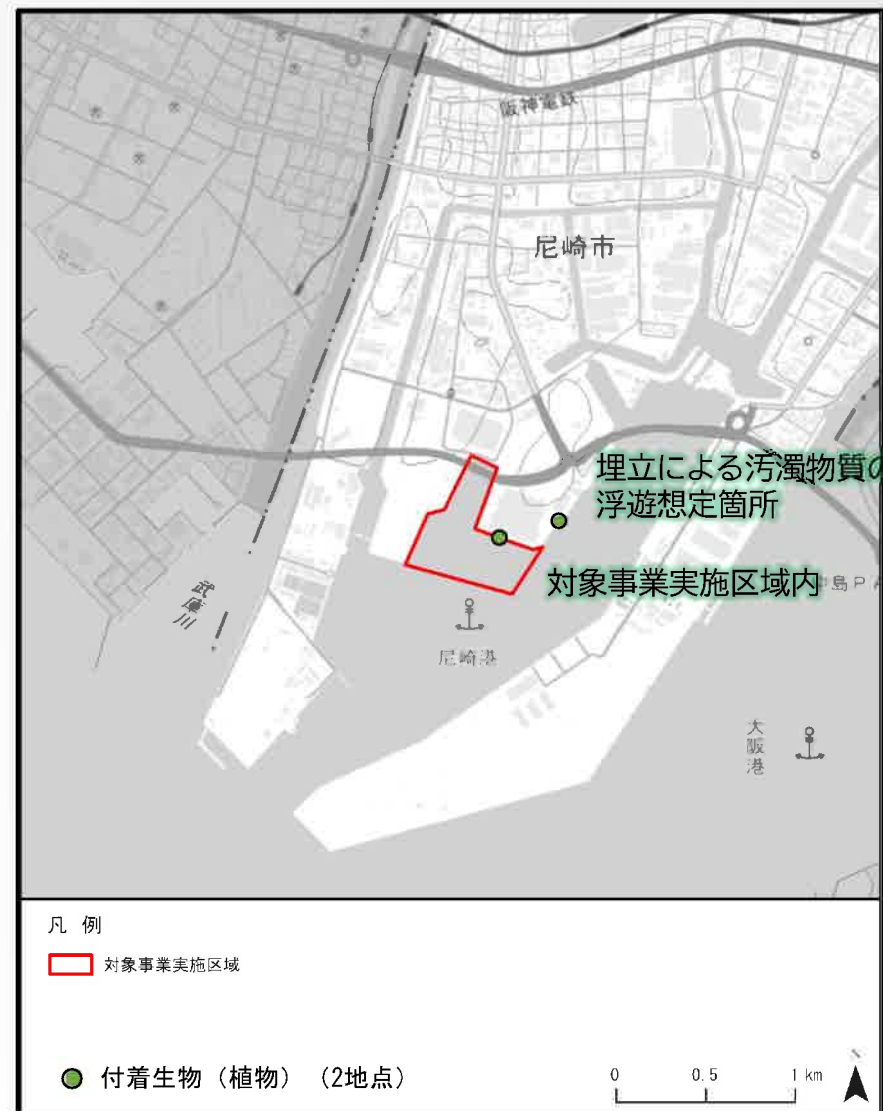 阪神電鉄
尼崎市
埋立による汚濁物質の
浮遊想定箇所
対象事業実施区域内
武庫川
尼崎港
大阪港
凡 例
対象事業実施区域
付着生物（植物）（2地点）
0 0.5 1 km